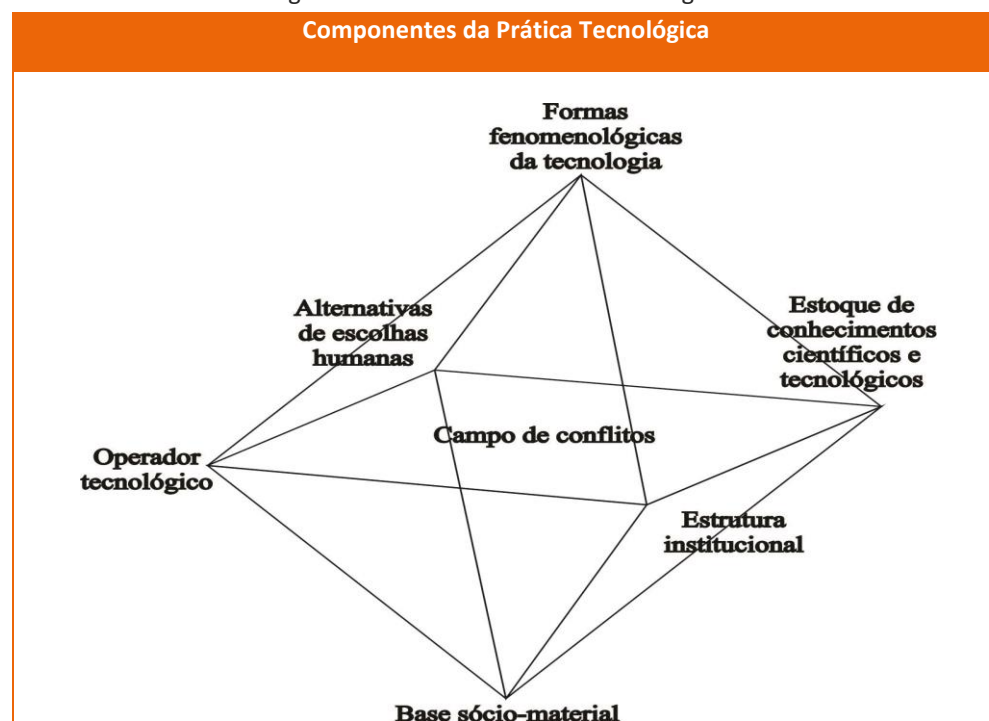 Componentes da Prática Tecnológica
Formas
fenomenológicas
da tecnologia
Alternativas
de escolhas
humanas
Estoque de
conhecimentos
científicos e
tecnológicos
Campo de conflitos
Operador
tecnológico
Estrutura
institucional
Base sócio-material